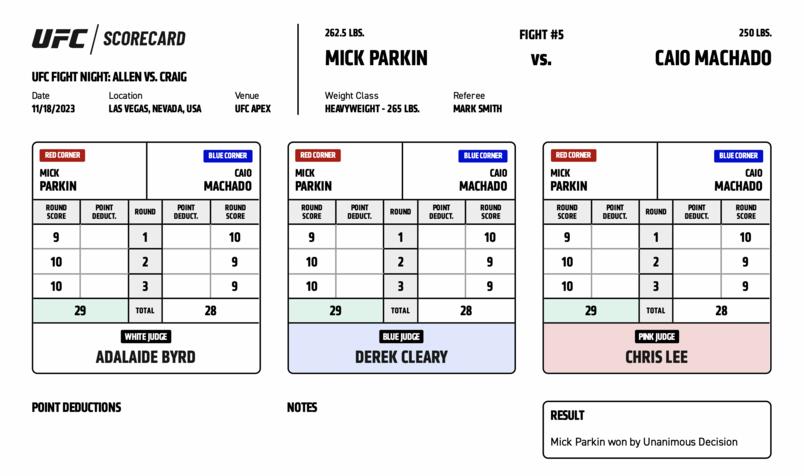 UFC SCORECARD
UFC FIGHT NIGHT: ALLEN VS. CRAIG
Date Location Venue
11/18/2023 LAS VEGAS, NEVADA, USA UFC APEX
262.5 LBS. FIGHT #5 250 LBS.
MICK PARKIN VS. CAIO MACHADO
Weight Class Referee
HEAVYWEIGHT - 265 LBS. MARK SMITH
RED CORNER BLUE CORNER
MICK CAIO
PARKIN MACHADO
ROUND SCORE POINT DEDUCT. ROUND POINT DEDUCT. ROUND SCORE
9 1 10
10 2 9
10 3 9
29 TOTAL 28
WHITE JUDGE
ADALAIDE BYRD
RED CORNER BLUE CORNER
MICK CAIO
PARKIN MACHADO
ROUND SCORE POINT DEDUCT. ROUND POINT DEDUCT. ROUND SCORE
9 1 10
10 2 9
10 3 9
29 TOTAL 28
BLUE JUDGE
DEREK CLEARY
RED CORNER BLUE CORNER
MICK CAIO
PARKIN MACHADO
ROUND SCORE POINT DEDUCT. ROUND POINT DEDUCT. ROUND SCORE
9 1 10
10 2 9
10 3 9
29 TOTAL 28
PINK JUDGE
CHRIS LEE
POINT DEDUCTIONS
NOTES
RESULT
Mick Parkin won by Unanimous Decision